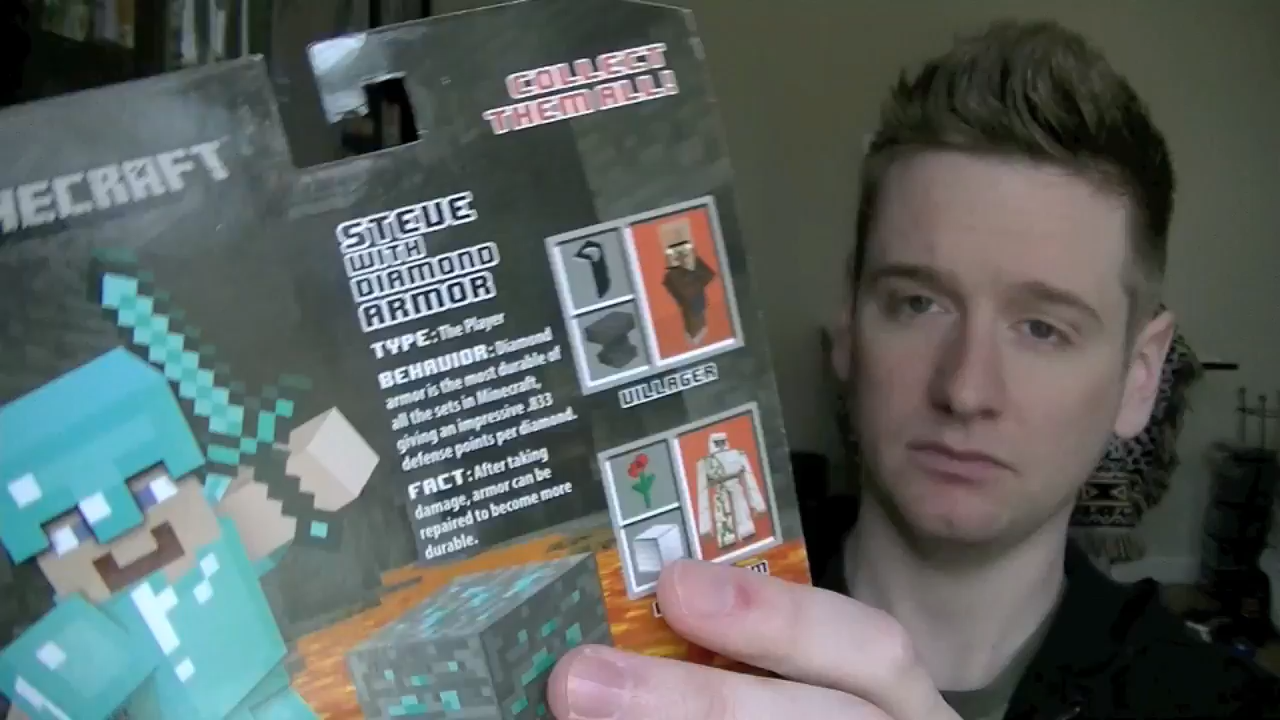 NECRAFT
COLLECT
THEM ALL!
STEVE
WITH
DIAMOND
ARMOR
TYPE: The Player
BEHAVIOR: Diamond
armor is the most durable of
all the sets in Minecraft,
giving an impressive .833
defense points per diamond.
FACT: After taking
damage, armor can be
repaired to become more
durable.
VILLAGER